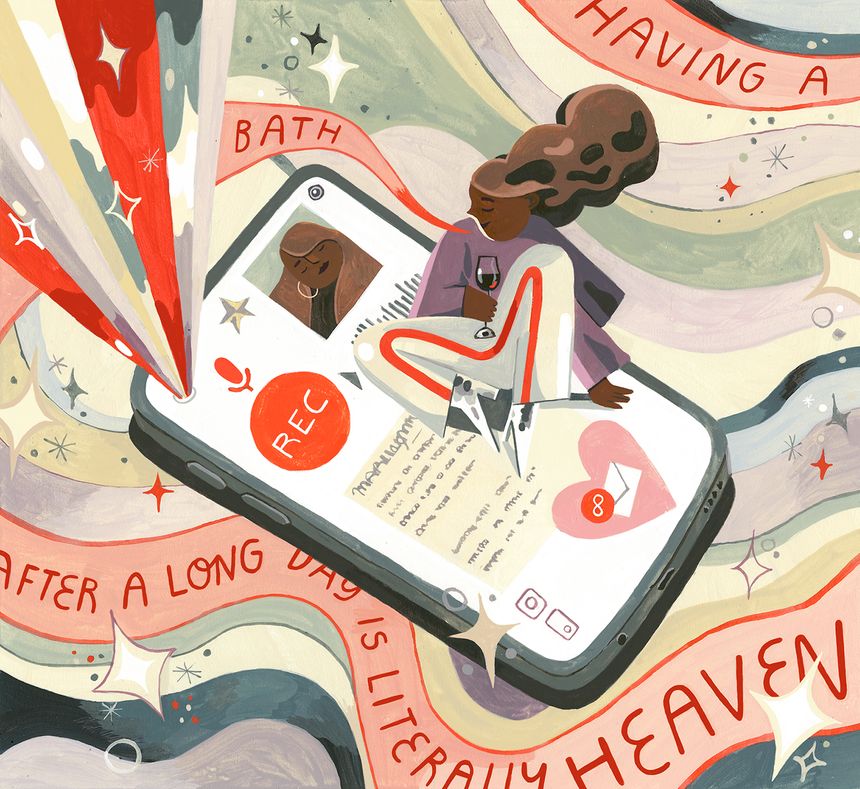 HAVING A
BATH
AFTER A LONG DAY IS LITERALLY
HEAVEN
REC
8